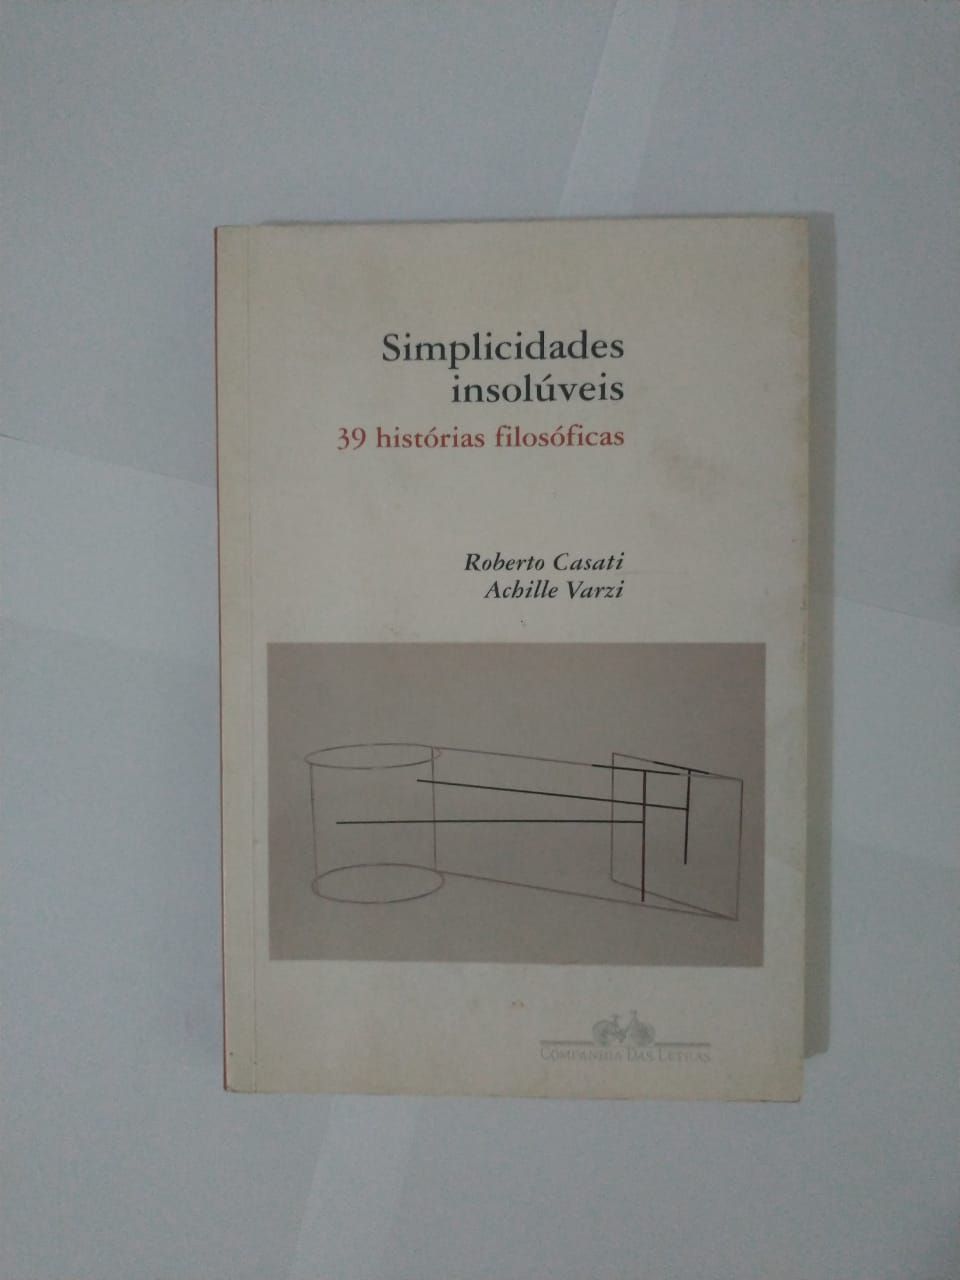 Simplicidades
insolúveis
39 histórias filosóficas
Roberto Casati
Achille Varzi
COMPANHIA DAS LETRAS